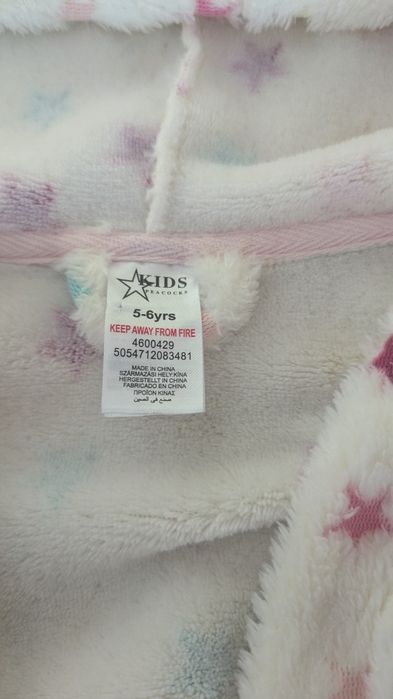 KIDS
PEACOCKS
5-6yrs
KEEP AWAY FROM FIRE
4600429
5054712083481
MADE IN CHINA
SZÁRMAZÁSI HELY:KÍNA
HERGESTELLT IN CHINA
FABRICADO EN CHINA
ΠΡΟΪΟΝ ΚΙΝΑΣ
صنع في الصين